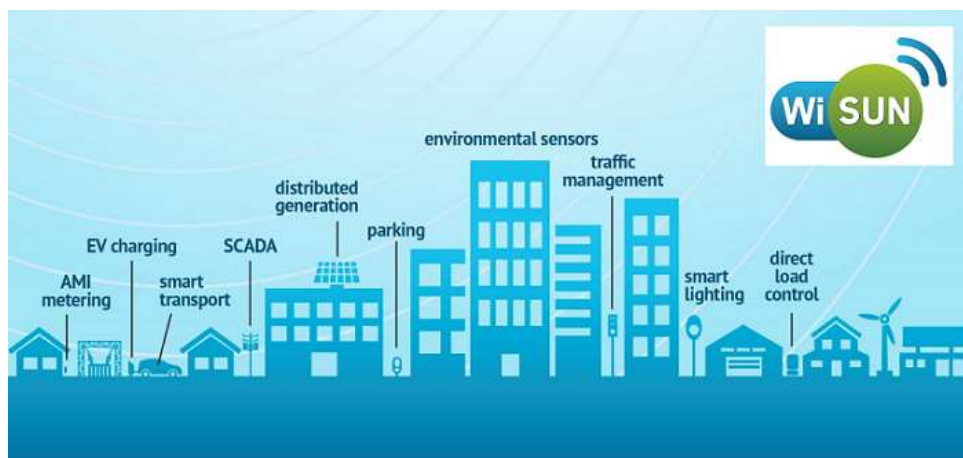 Wi SUN
environmental sensors
traffic
management
distributed
generation
parking
EV charging
SCADA
AMI
metering
smart
transport
smart
lighting
direct
load
control